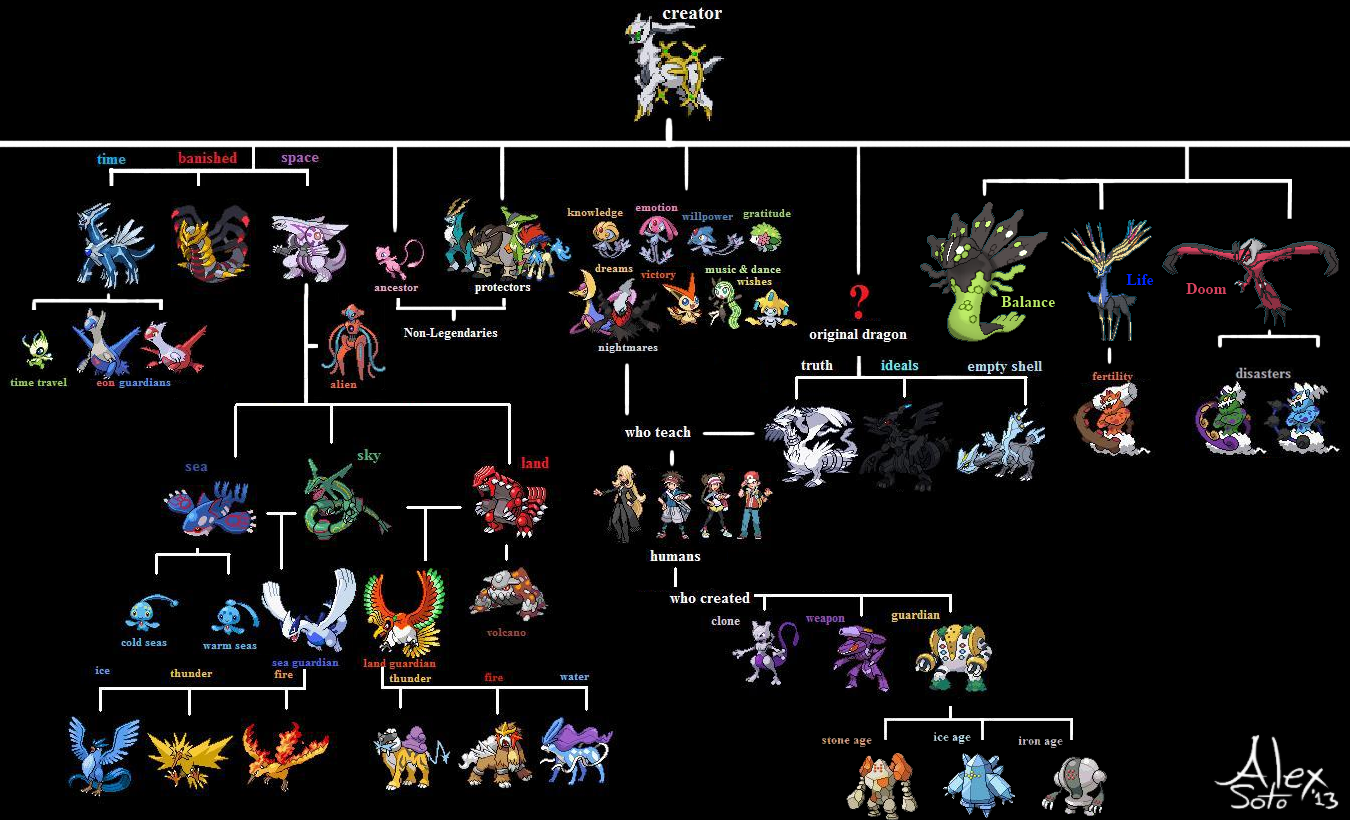 creator
time
banished
space
ancestor
protectors
Non-Legendaries
knowledge
emotion
willpower
gratitude
dreams
victory
music & dance
wishes
nightmares
?
original dragon
Balance
Life
Doom
time travel
eon guardians
alien
truth
ideals
empty shell
fertility
disasters
who teach
sea
sky
land
humans
cold seas
warm seas
sea guardian
land guardian
volcano
who created
clone
weapon
guardian
ice
thunder
fire
thunder
fire
water
stone age
ice age
iron age
Alex
Soto '13